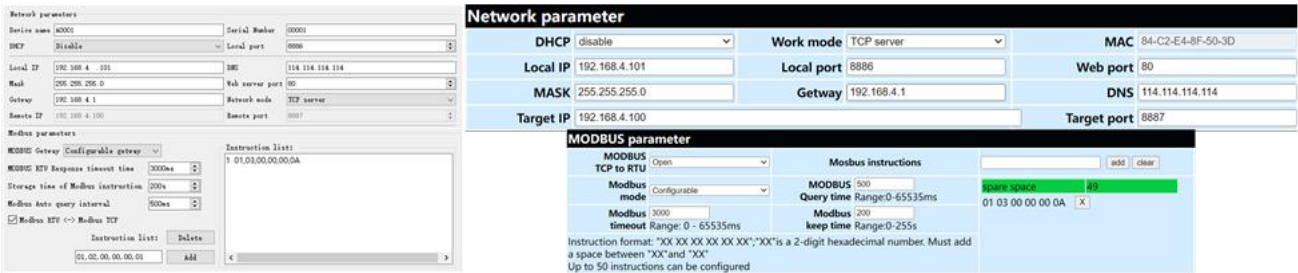 Network parameters
Device name A0001 Serial Number 00001
DHCP Disable Local port 8886
Local IP 192.168.4 .101 DNS 114.114.114.114
Mask 255.255.255.0 Web server port 80
Getway 192.168.4.1 Network mode TCP server
Remote IP 192.168.4.100 Remote port 8887
Modbus parameters
MODBUS Getway Configurable getway
MODBUS RTU Response timeout time 3000ms
Storage time of Modbus instruction 200s
Modbus Auto query interval 500ms
Modbus RTU <-> Modbus TCP
Instruction list: Delete
01,02,00,00,00,01 Add
Instruction list:
1 01,03,00,00,00,0A
Network parameter
DHCP disable Work mode TCP server MAC 84-C2-E4-8F-50-3D
Local IP 192.168.4.101 Local port 8886 Web port 80
MASK 255.255.255.0 Getway 192.168.4.1 DNS 114.114.114.114
Target IP 192.168.4.100 Target port 8887
MODBUS parameter
MODBUS TCP to RTU Open Mosbus instructions add clear
Modbus mode Configurable MODBUS Query time 500 Range:0-65535ms spare space 49
01 03 00 00 00 0A X
Modbus timeout 3000 Range: 0 - 65535ms Modbus keep time 200 Range:0-255s
Instruction format: "XX XX XX XX XX XX";"XX"is a 2-digit hexadecimal number. Must add
a space between "XX"and "XX"
Up to 50 instructions can be configured